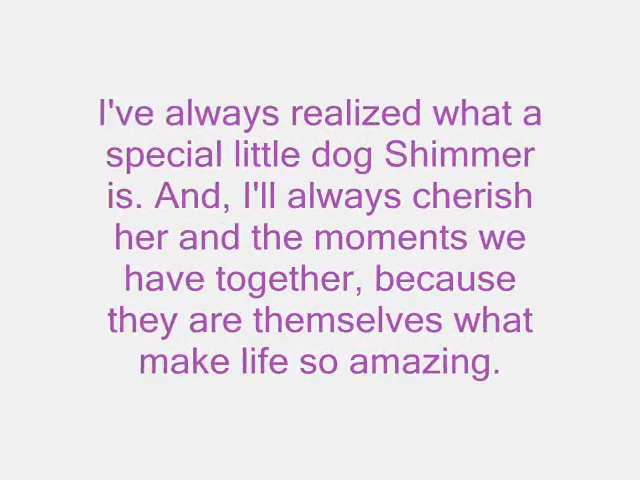 I've always realized what a
special little dog Shimmer
is. And, I'll always cherish
her and the moments we
have together, because
they are themselves what
make life so amazing.